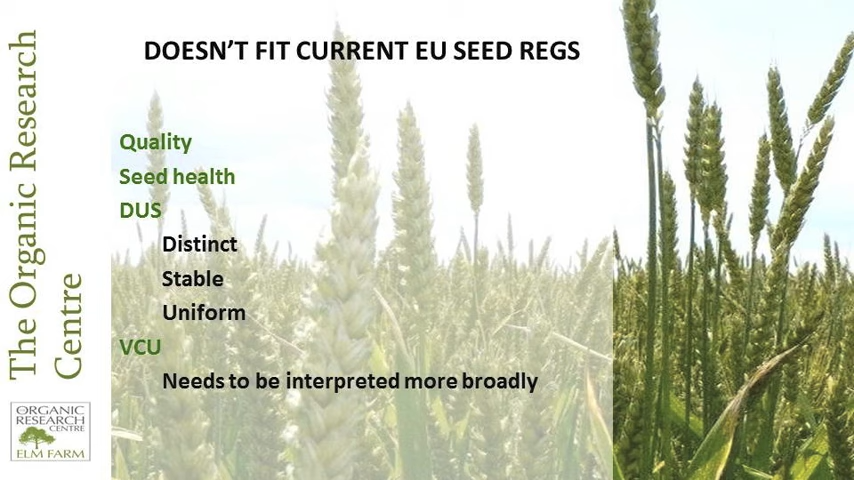 DOESN'T FIT CURRENT EU SEED REGS
Quality
Seed health
DUS
Distinct
Stable
Uniform
VCU
Needs to be interpreted more broadly
The Organic Research
Centre
ORGANIC
RESEARCH
CENTRE
ELM FARM